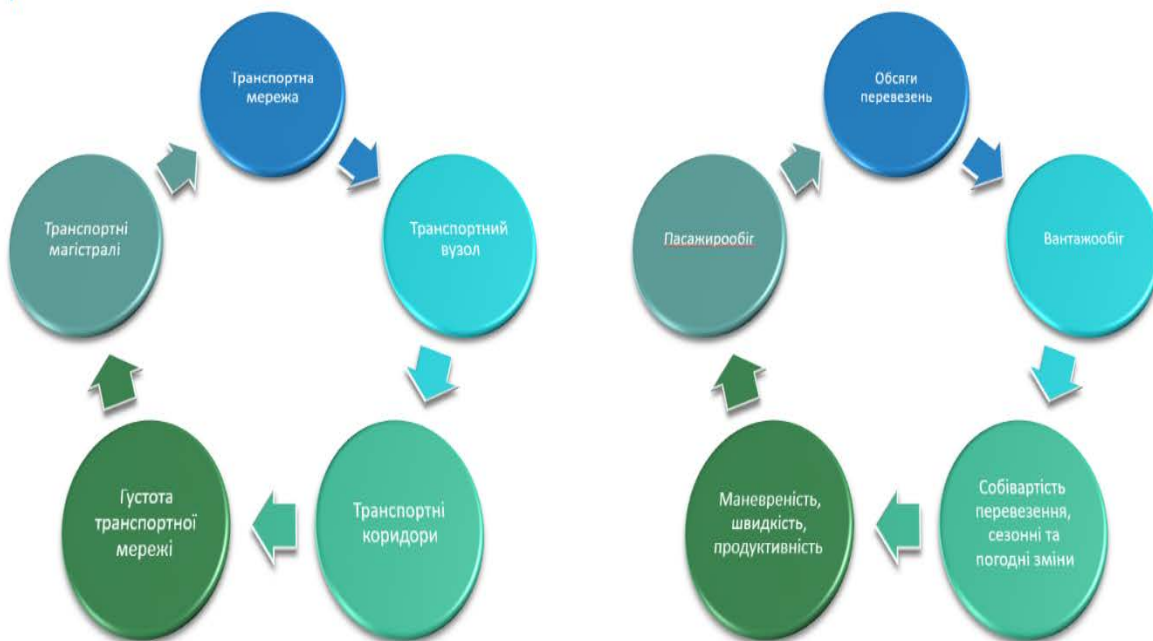 Транспортна
мережа
Транспортний
вузол
Транспортні
коридори
Густота
транспортної
мережі
Транспортні
магістралі
Обсяги
перевезень
Вантажообіг
Собівартість
перевезення,
сезонні та
погодні зміни
Маневреність,
швидкість,
продуктивність
Пасажирообіг